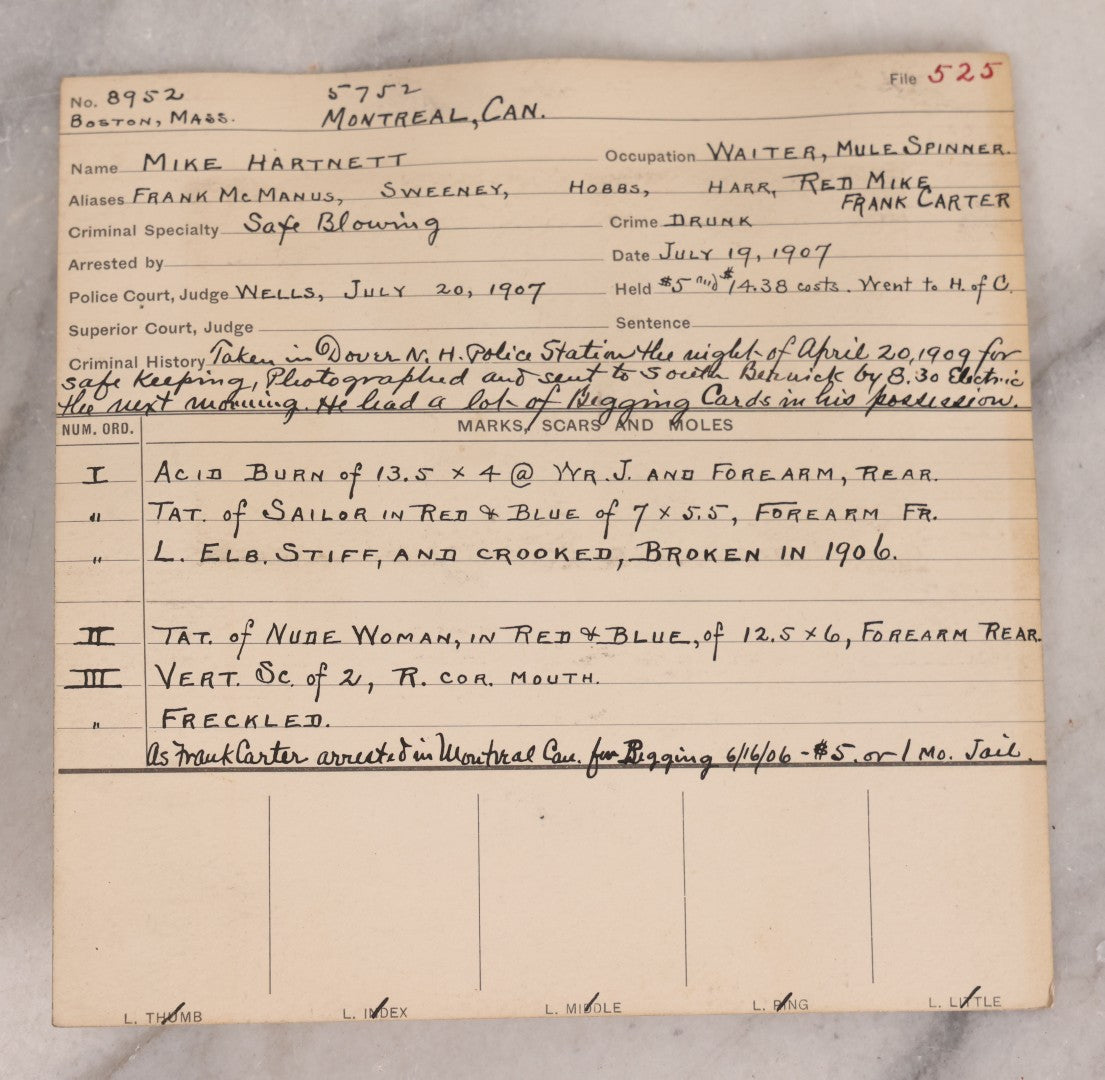 No. 8952 5752 File 525
BOSTON, MASS. MONTREAL, CAN.
Name MIKE HARTNETT Occupation WAITER, MULE SPINNER.
Aliases FRANK McMANUS, SWEENEY, HOBBS, HARR, RED MIKE
FRANK CARTER
Criminal Specialty Safe Blowing Crime DRUNK
Arrested by Date JULY 19, 1907
Police Court, Judge WELLS, JULY 20, 1907 Held $5 and $14.38 costs. Went to H. of C.
Superior Court, Judge Sentence
Criminal History Taken in Dover N. H. Police Station the night of April 20, 1909 for
safe keeping, Photographed and sent to South Berwick by 8.30 Electric
the next morning. He had a lot of Begging Cards in his possession.
NUM. ORD. MARKS, SCARS AND MOLES
I ACID BURN of 13.5 x 4 @ WR. J. AND FOREARM, REAR.
" TAT. of SAILOR IN RED & BLUE of 7 x 5.5, FOREARM FR.
" L. ELB. STIFF, AND CROOKED, BROKEN IN 1906.
II TAT. of NUDE WOMAN, IN RED & BLUE, of 12.5 x 6, FOREARM REAR.
III VERT. Sc. of 2, R. COR. MOUTH.
" FRECKLED.
As Frank Carter arrested in Montreal Can. for Begging 6/16/06 - $5. or 1 Mo. Jail.
L. THUMB L. INDEX L. MIDDLE L. RING L. LITTLE